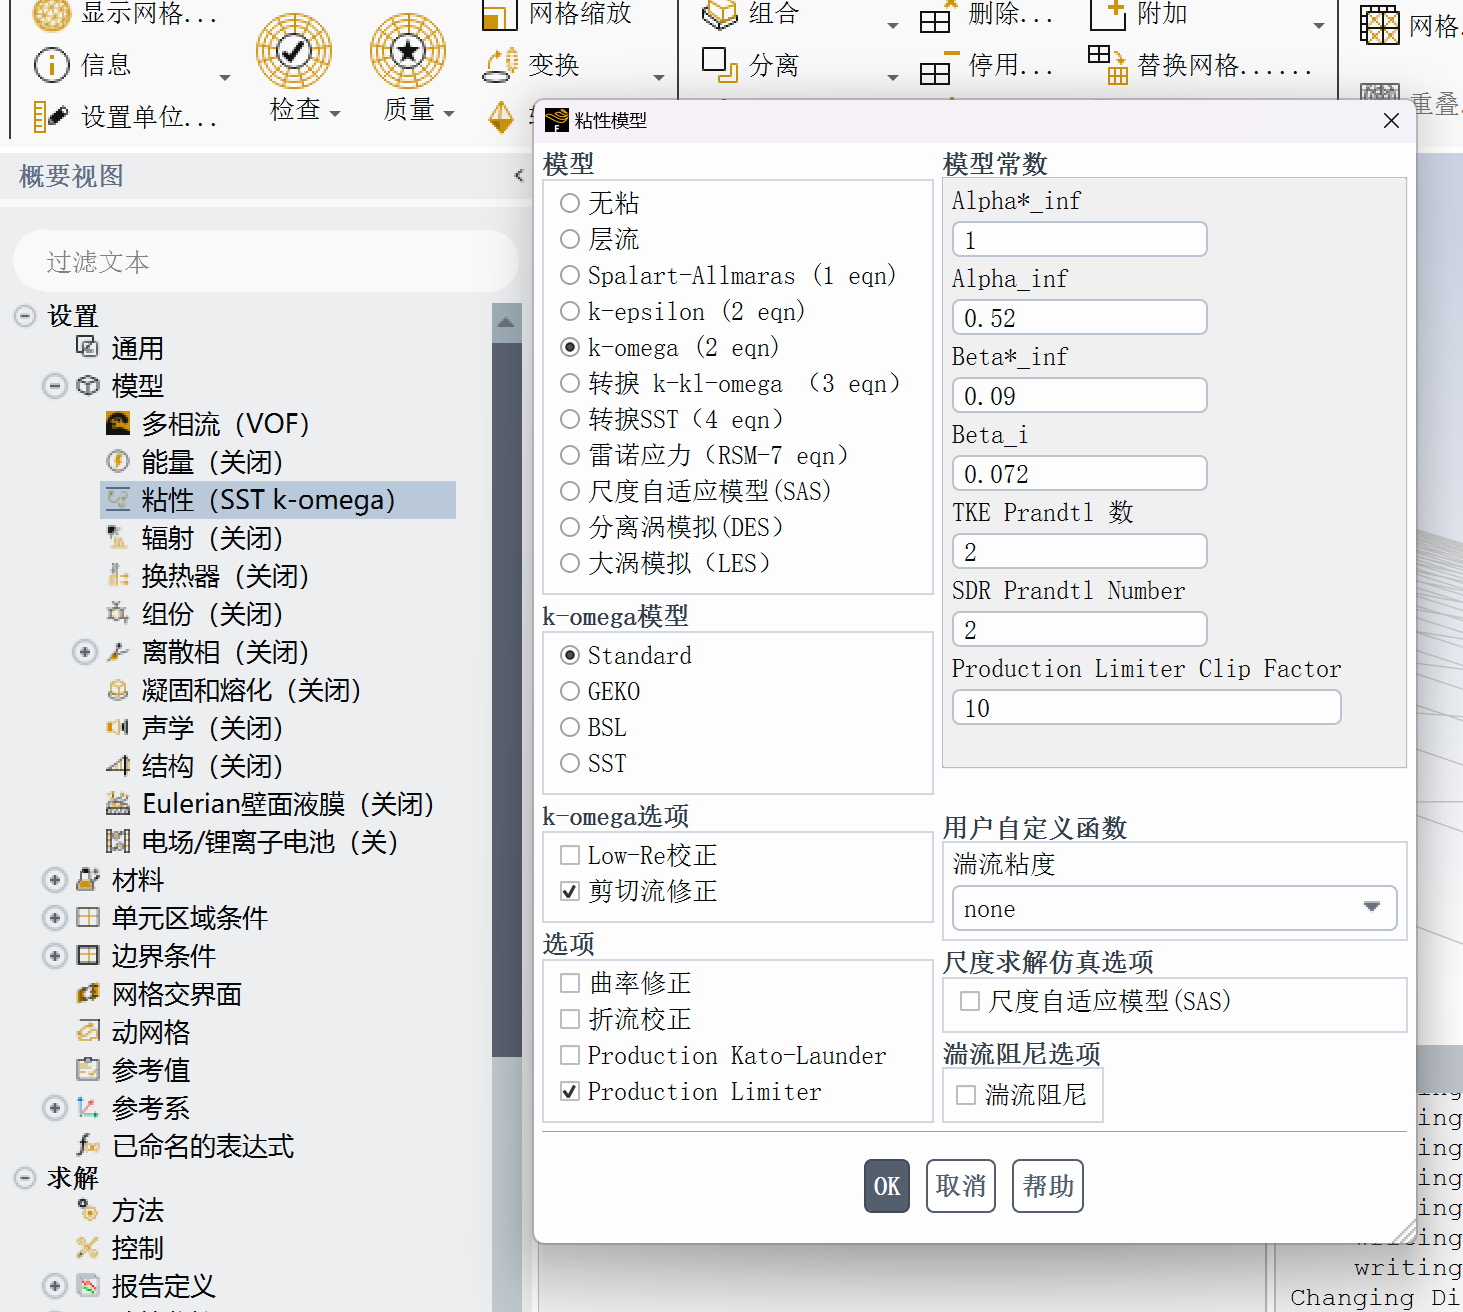 显示网格...
信息
设置单位...
检查
质量
网格缩放
变换
组合
分离
删除...
停用...
附加
替换网格......
网格.
重叠.
概要视图
过滤文本
设置
通用
模型
多相流（VOF）
能量（关闭）
粘性（SST k-omega）
辐射（关闭）
换热器（关闭）
组份（关闭）
离散相（关闭）
凝固和熔化（关闭）
声学（关闭）
结构（关闭）
Eulerian壁面液膜（关闭）
电场/锂离子电池（关）
材料
单元区域条件
边界条件
网格交界面
动网格
参考值
参考系
已命名的表达式
求解
方法
控制
报告定义
粘性模型
模型
无粘
层流
Spalart-Allmaras (1 eqn)
k-epsilon (2 eqn)
k-omega (2 eqn)
转捩 k-kl-omega （3 eqn）
转捩SST（4 eqn）
雷诺应力（RSM-7 eqn）
尺度自适应模型(SAS)
分离涡模拟(DES）
大涡模拟（LES）
k-omega模型
Standard
GEKO
BSL
SST
k-omega选项
Low-Re校正
剪切流修正
选项
曲率修正
折流校正
Production Kato-Launder
Production Limiter
模型常数
Alpha*_inf
1
Alpha_inf
0.52
Beta*_inf
0.09
Beta_i
0.072
TKE Prandtl 数
2
SDR Prandtl Number
2
Production Limiter Clip Factor
10
用户自定义函数
湍流粘度
none
尺度求解仿真选项
尺度自适应模型(SAS)
湍流阻尼选项
湍流阻尼
OK
取消
帮助
ing
ing
ing
ing
writing
Changing Di